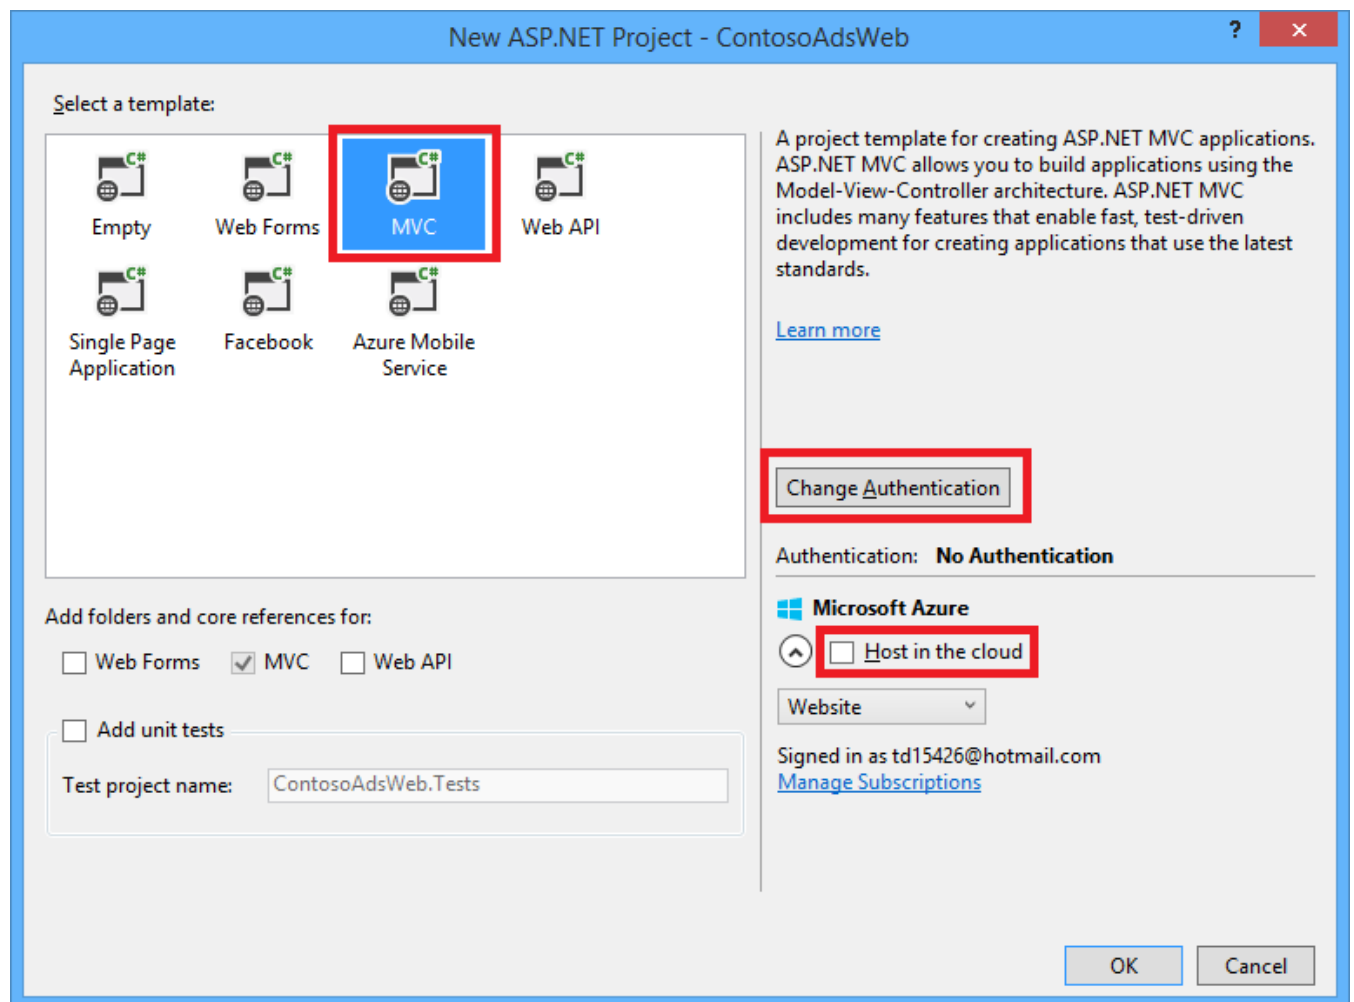 New ASP.NET Project - ContosoAdsWeb
?
Select a template:
C#
C#
C#
C#
Empty
Web Forms
MVC
Web API
C#
C#
C#
Single Page
Application
Facebook
Azure Mobile
Service
A project template for creating ASP.NET MVC applications.
ASP.NET MVC allows you to build applications using the
Model-View-Controller architecture. ASP.NET MVC
includes many features that enable fast, test-driven
development for creating applications that use the latest
standards.
Learn more
Change Authentication
Authentication: No Authentication
Microsoft Azure
Host in the cloud
Website
Signed in as td15426@hotmail.com
Manage Subscriptions
Add folders and core references for:
Web Forms
MVC
Web API
Add unit tests
Test project name:
ContosoAdsWeb.Tests
OK
Cancel